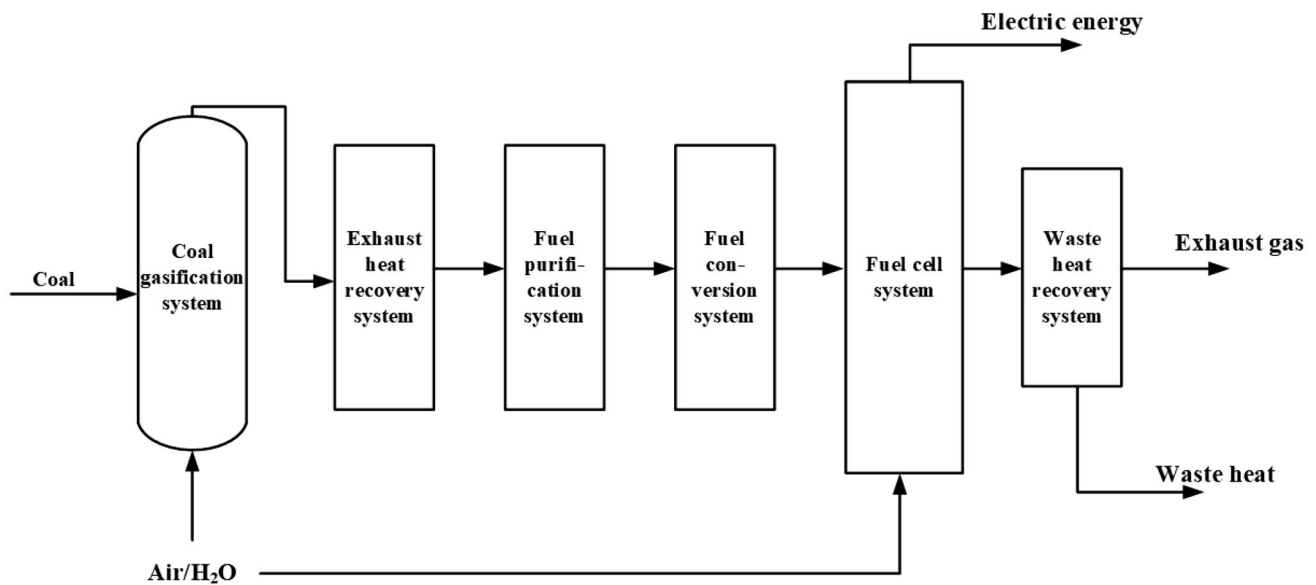 Electric energy
Coal
Coal
gasification
system
Exhaust
heat
recovery
system
Fuel
purifi-
cation
system
Fuel
con-
version
system
Fuel cell
system
Waste
heat
recovery
system
Exhaust gas
Waste heat
Air/H₂O